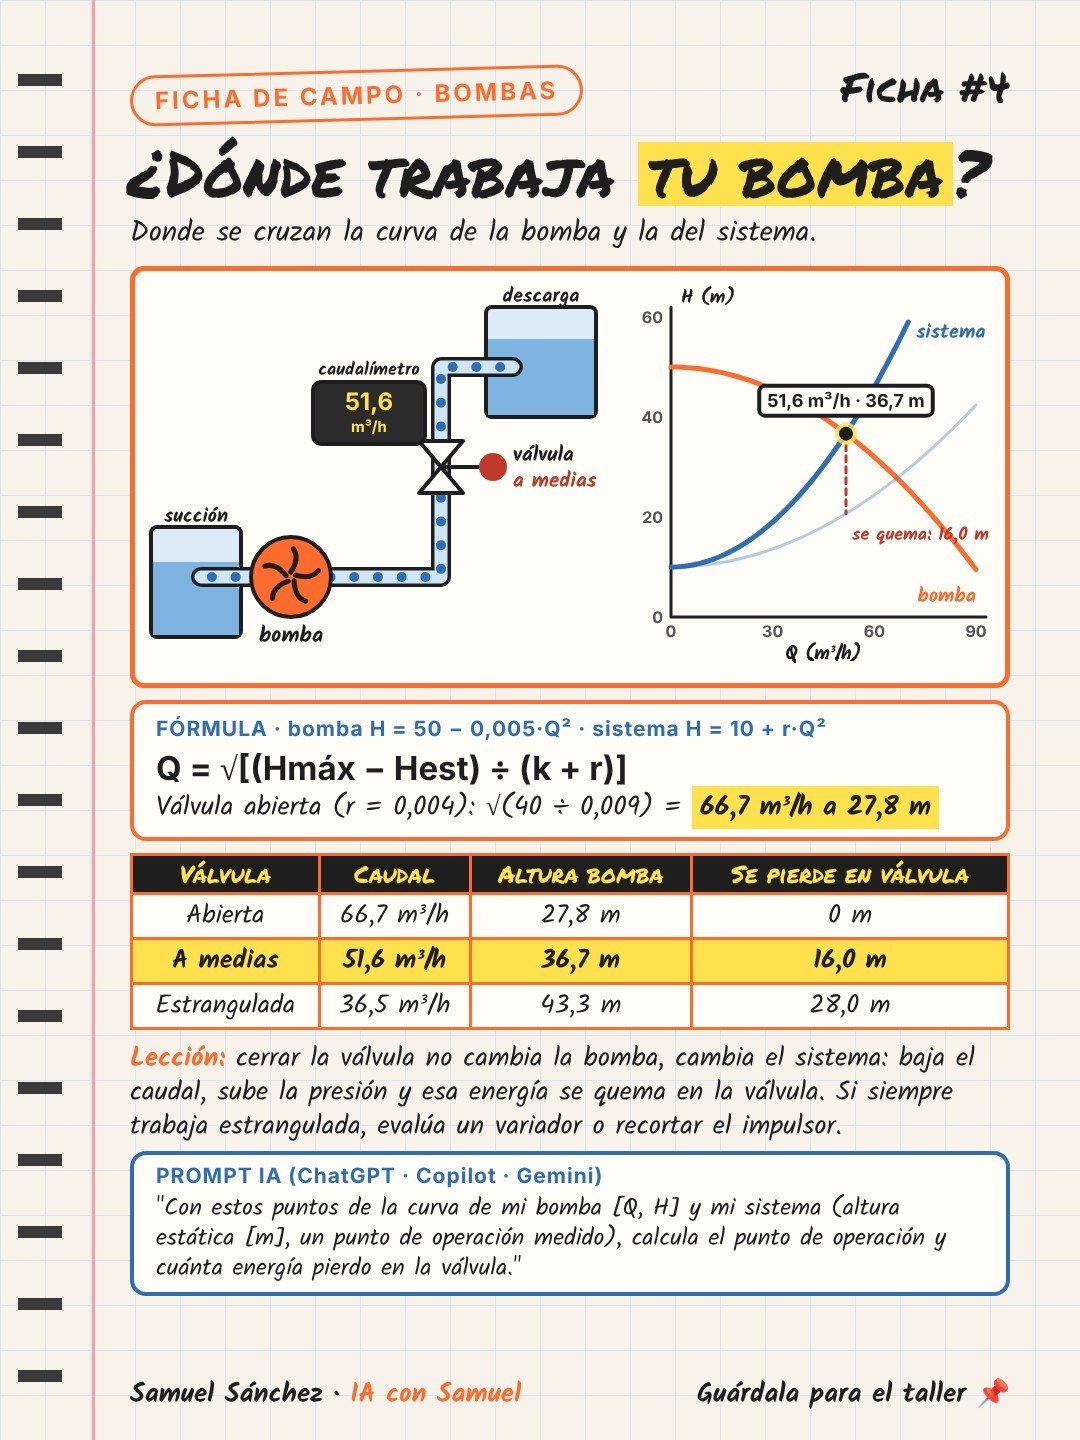 FICHA DE CAMPO · BOMBAS
FICHA #4
¿DÓNDE TRABAJA TU BOMBA?
Donde se cruzan la curva de la bomba y la del sistema.
descarga
caudalímetro
51,6
m³/h
válvula
a medias
succión
bomba
H (m)
60
sistema
51,6 m³/h · 36,7 m
40
20
se quema: 16,0 m
bomba
0
0 30 60 90
Q (m³/h)
FÓRMULA · bomba H = 50 − 0,005·Q² · sistema H = 10 + r·Q²
Q = √[(Hmáx − Hest) ÷ (k + r)]
Válvula abierta (r = 0,004): √(40 ÷ 0,009) = 66,7 m³/h a 27,8 m
VÁLVULA CAUDAL ALTURA BOMBA SE PIERDE EN VÁLVULA
Abierta 66,7 m³/h 27,8 m 0 m
A medias 51,6 m³/h 36,7 m 16,0 m
Estrangulada 36,5 m³/h 43,3 m 28,0 m
Lección: cerrar la válvula no cambia la bomba, cambia el sistema: baja el
caudal, sube la presión y esa energía se quema en la válvula. Si siempre
trabaja estrangulada, evalúa un variador o recortar el impulsor.
PROMPT IA (ChatGPT · Copilot · Gemini)
"Con estos puntos de la curva de mi bomba [Q, H] y mi sistema (altura
estática [m], un punto de operación medido), calcula el punto de operación y
cuánta energía pierdo en la válvula."
Samuel Sánchez · IA con Samuel
Guárdala para el taller 📌